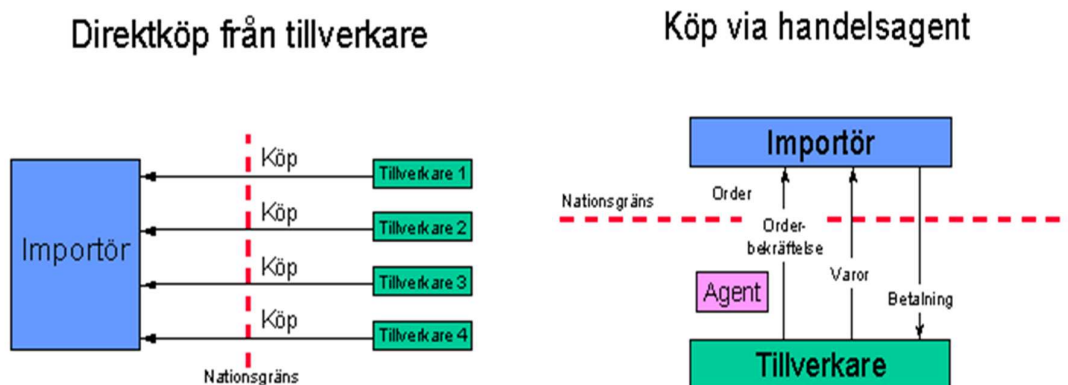 Direktköp från tillverkare
Köp
Tillverkare 1
Köp
Tillverkare 2
Importör
Köp
Tillverkare 3
Köp
Tillverkare 4
Nationsgräns
Köp via handelsagent
Importör
Order
Nationsgräns
Order-
bekräftelse
Varor
Agent
Betalning
Tillverkare